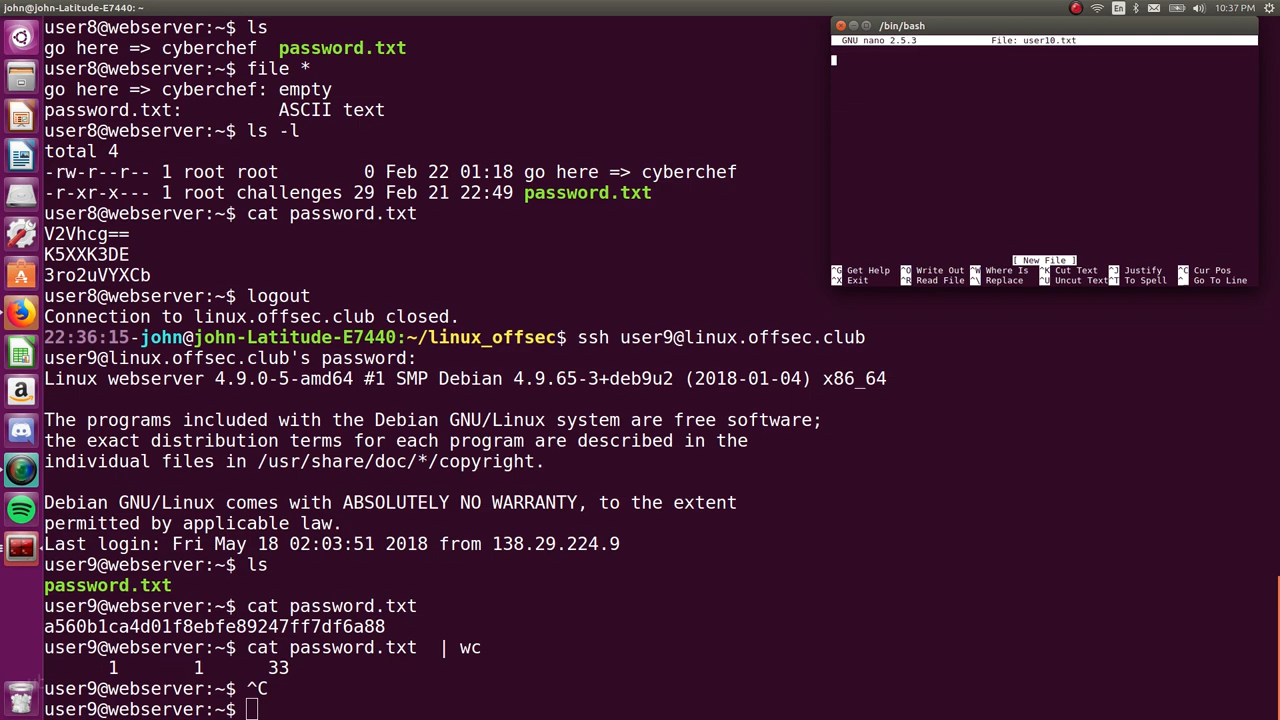 john@john-Latitude-E7440: ~
En
10:37 PM
user8@webserver:~$ ls
go here => cyberchef  password.txt
user8@webserver:~$ file *
go here => cyberchef: empty
password.txt:         ASCII text
user8@webserver:~$ ls -l
total 4
-rw-r--r-- 1 root root        0 Feb 22 01:18 go here => cyberchef
-r-xr-x--- 1 root challenges 29 Feb 21 22:49 password.txt
user8@webserver:~$ cat password.txt
V2Vhcg==
K5XXK3DE
3ro2uVYXCb
user8@webserver:~$ logout
Connection to linux.offsec.club closed.
22:36:15-john@john-Latitude-E7440:~/linux_offsec$ ssh user9@linux.offsec.club
user9@linux.offsec.club's password:
Linux webserver 4.9.0-5-amd64 #1 SMP Debian 4.9.65-3+deb9u2 (2018-01-04) x86_64
The programs included with the Debian GNU/Linux system are free software;
the exact distribution terms for each program are described in the
individual files in /usr/share/doc/*/copyright.
Debian GNU/Linux comes with ABSOLUTELY NO WARRANTY, to the extent
permitted by applicable law.
Last login: Fri May 18 02:03:51 2018 from 138.29.224.9
user9@webserver:~$ ls
password.txt
user9@webserver:~$ cat password.txt
a560b1ca4d01f8ebfe89247ff7df6a88
user9@webserver:~$ cat password.txt  | wc
      1       1      33
user9@webserver:~$ ^C
user9@webserver:~$
/bin/bash
GNU nano 2.5.3 File: user10.txt
[ New File ]
^G Get Help ^O Write Out ^W Where Is ^K Cut Text ^J Justify ^C Cur Pos
^X Exit ^R Read File ^\ Replace ^U Uncut Text ^T To Spell ^_ Go To Line